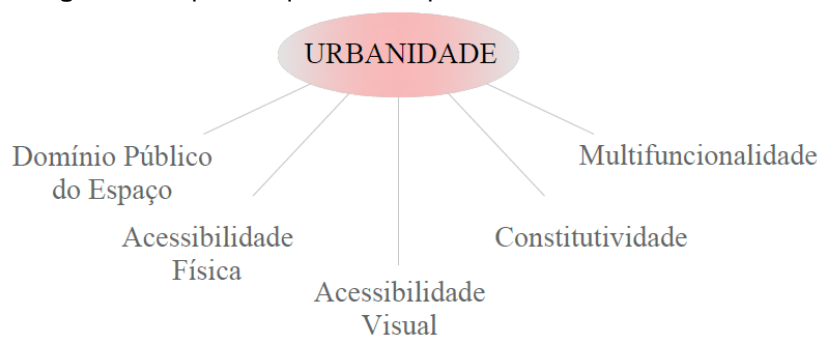 URBANIDADE
Domínio Público
do Espaço
Multifuncionalidade
Acessibilidade
Física
Constitutividade
Acessibilidade
Visual